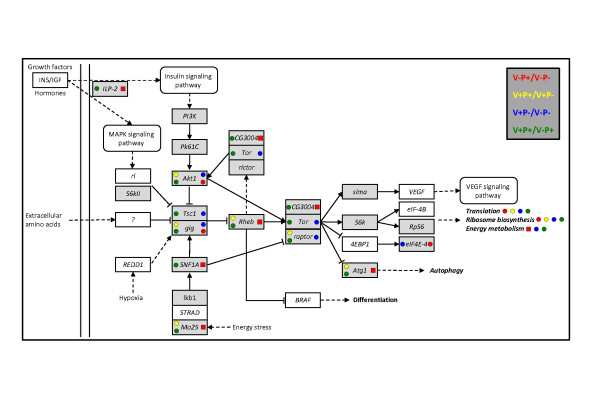 Growth factors
INS/IGF
Hormones
ILP-2
Insulin signaling
pathway
V-P+/V-P-
V+P+/V+P-
V+P-/V-P-
V+P+/V-P+
MAPK signaling
pathway
PI3K
Pk61C
CG3004
Tor
rictor
rl
S6kII
Akt1
sima
VEGF
VEGF signaling
pathway
Extracellular
amino acids
?
Tsc1
gig
Rheb
CG3004
Tor
raptor
S6k
eIF-4B
RpS6
Translation
Ribosome biosynthesis
Energy metabolism
4EBP1
eIF4E-4
REDD1
SNF1A
Atg1
Autophagy
Hypoxia
lkb1
STRAD
Mo25
Energy stress
BRAF
Differentiation